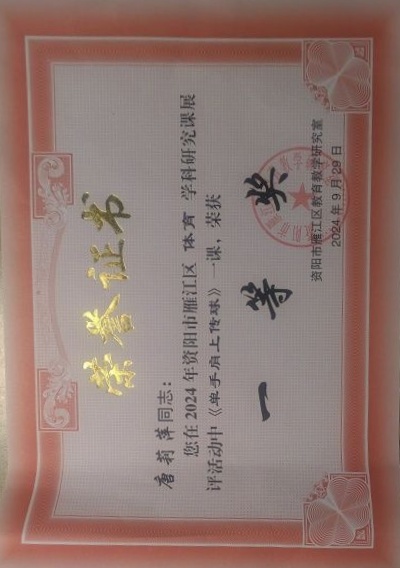 荣誉证书
唐莉萍同志：
您在2024年资阳市雁江区 体育 学科研究课展
评活动中《单手肩上传球》一课，荣获
一等奖
资阳市雁江区教育教学研究室
2024年9月29日